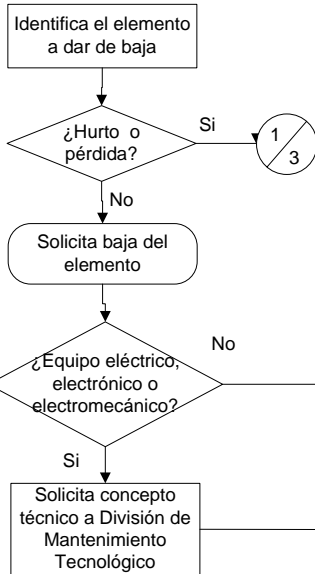 Identifica el elemento
a dar de baja
¿Hurto o
pérdida?
Si
1
3
No
Solicita baja del
elemento
¿Equipo eléctrico,
electrónico o
electromecánico?
No
Si
Solicita concepto
técnico a División de
Mantenimiento
Tecnológico